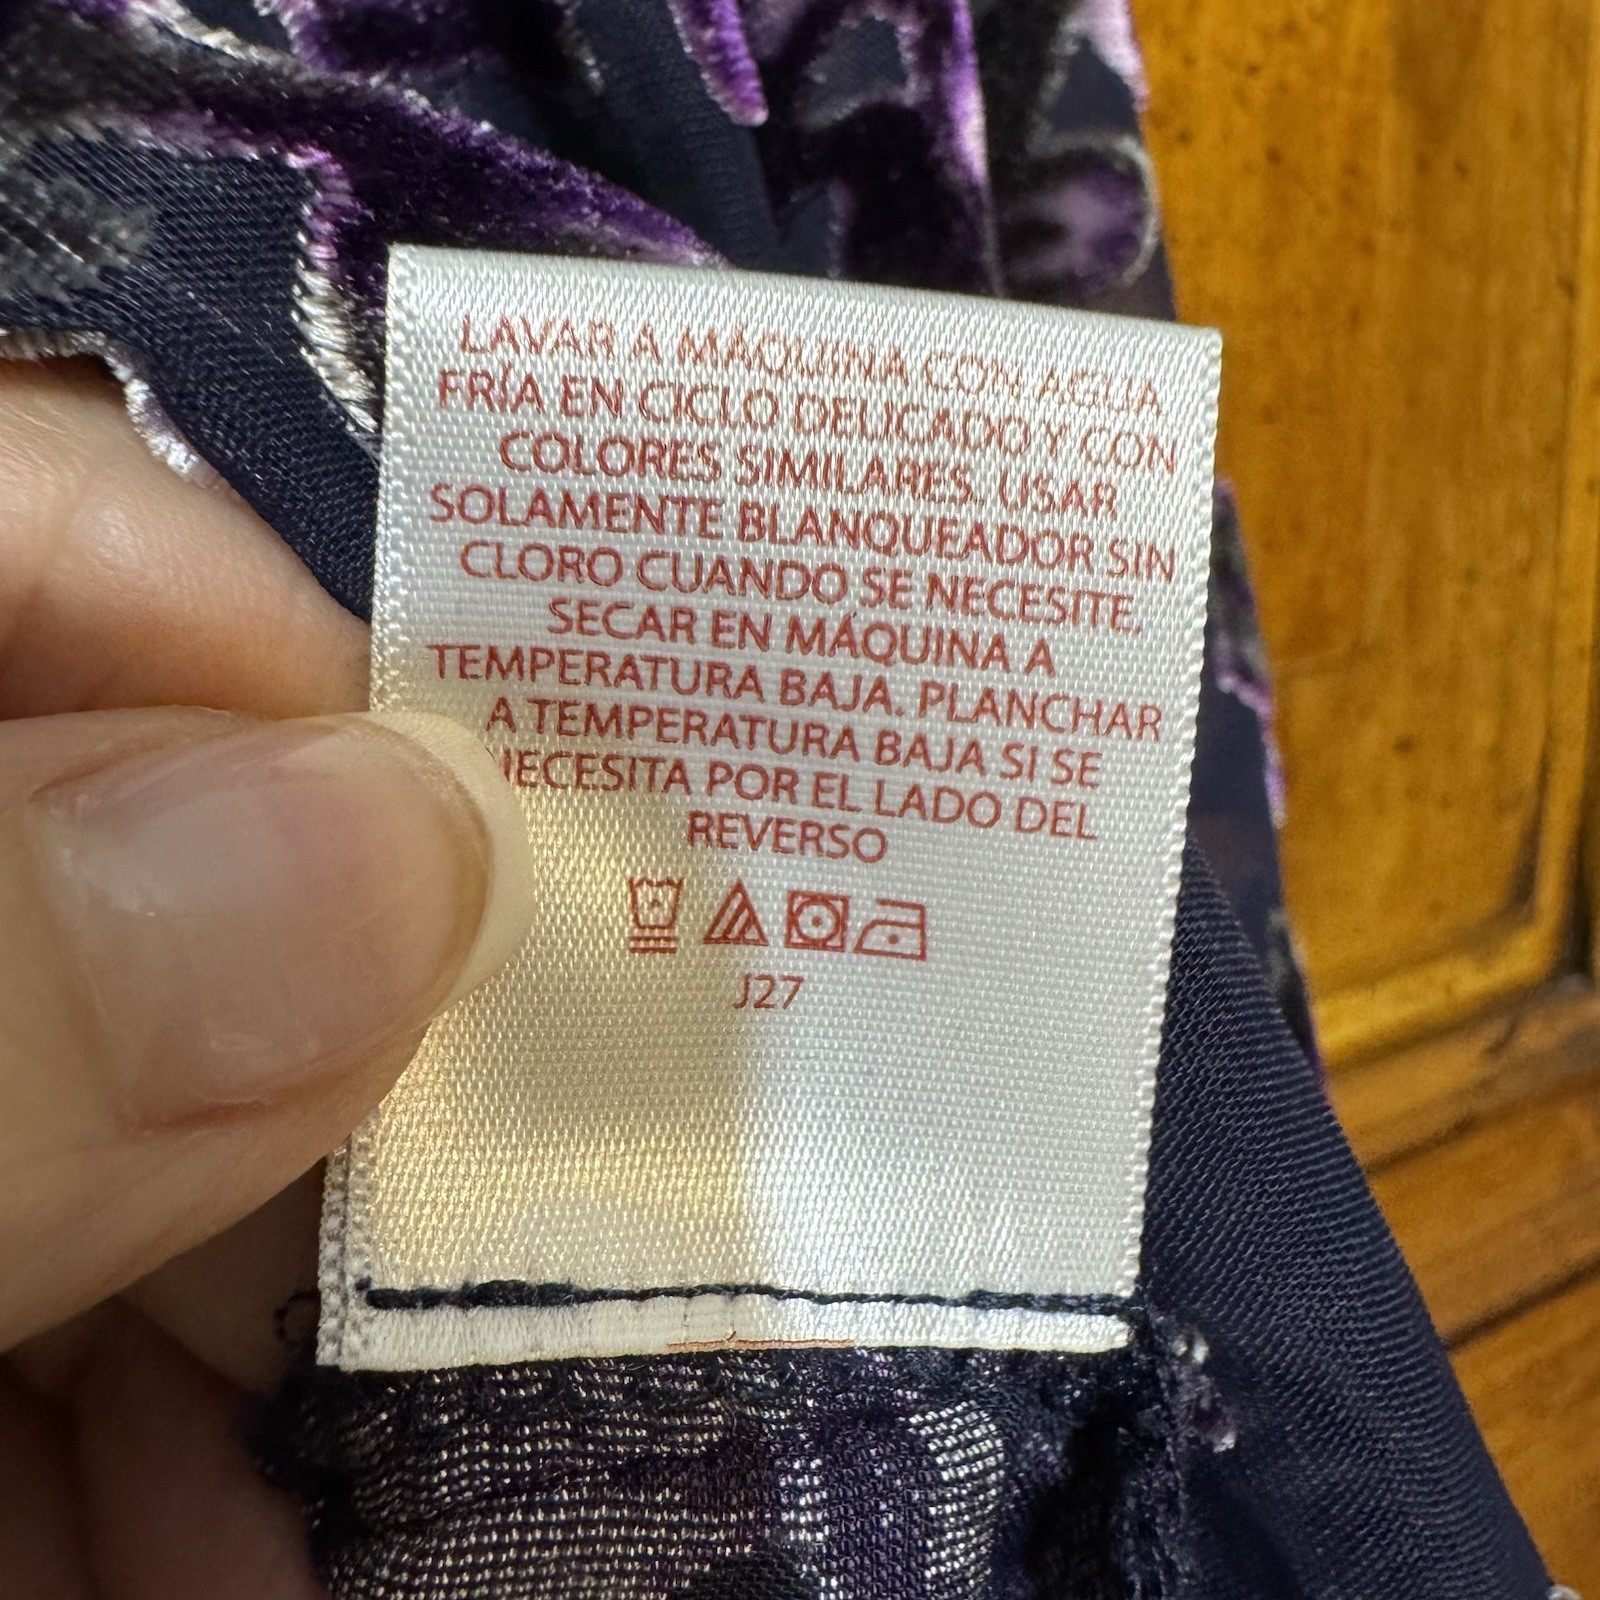 LAVAR A MÁQUINA CON AGUA
FRÍA EN CICLO DELICADO Y CON
COLORES SIMILARES. USAR
SOLAMENTE BLANQUEADOR SIN
CLORO CUANDO SE NECESITE.
SECAR EN MÁQUINA A
TEMPERATURA BAJA. PLANCHAR
A TEMPERATURA BAJA SI SE
NECESITA POR EL LADO DEL
REVERSO
J27